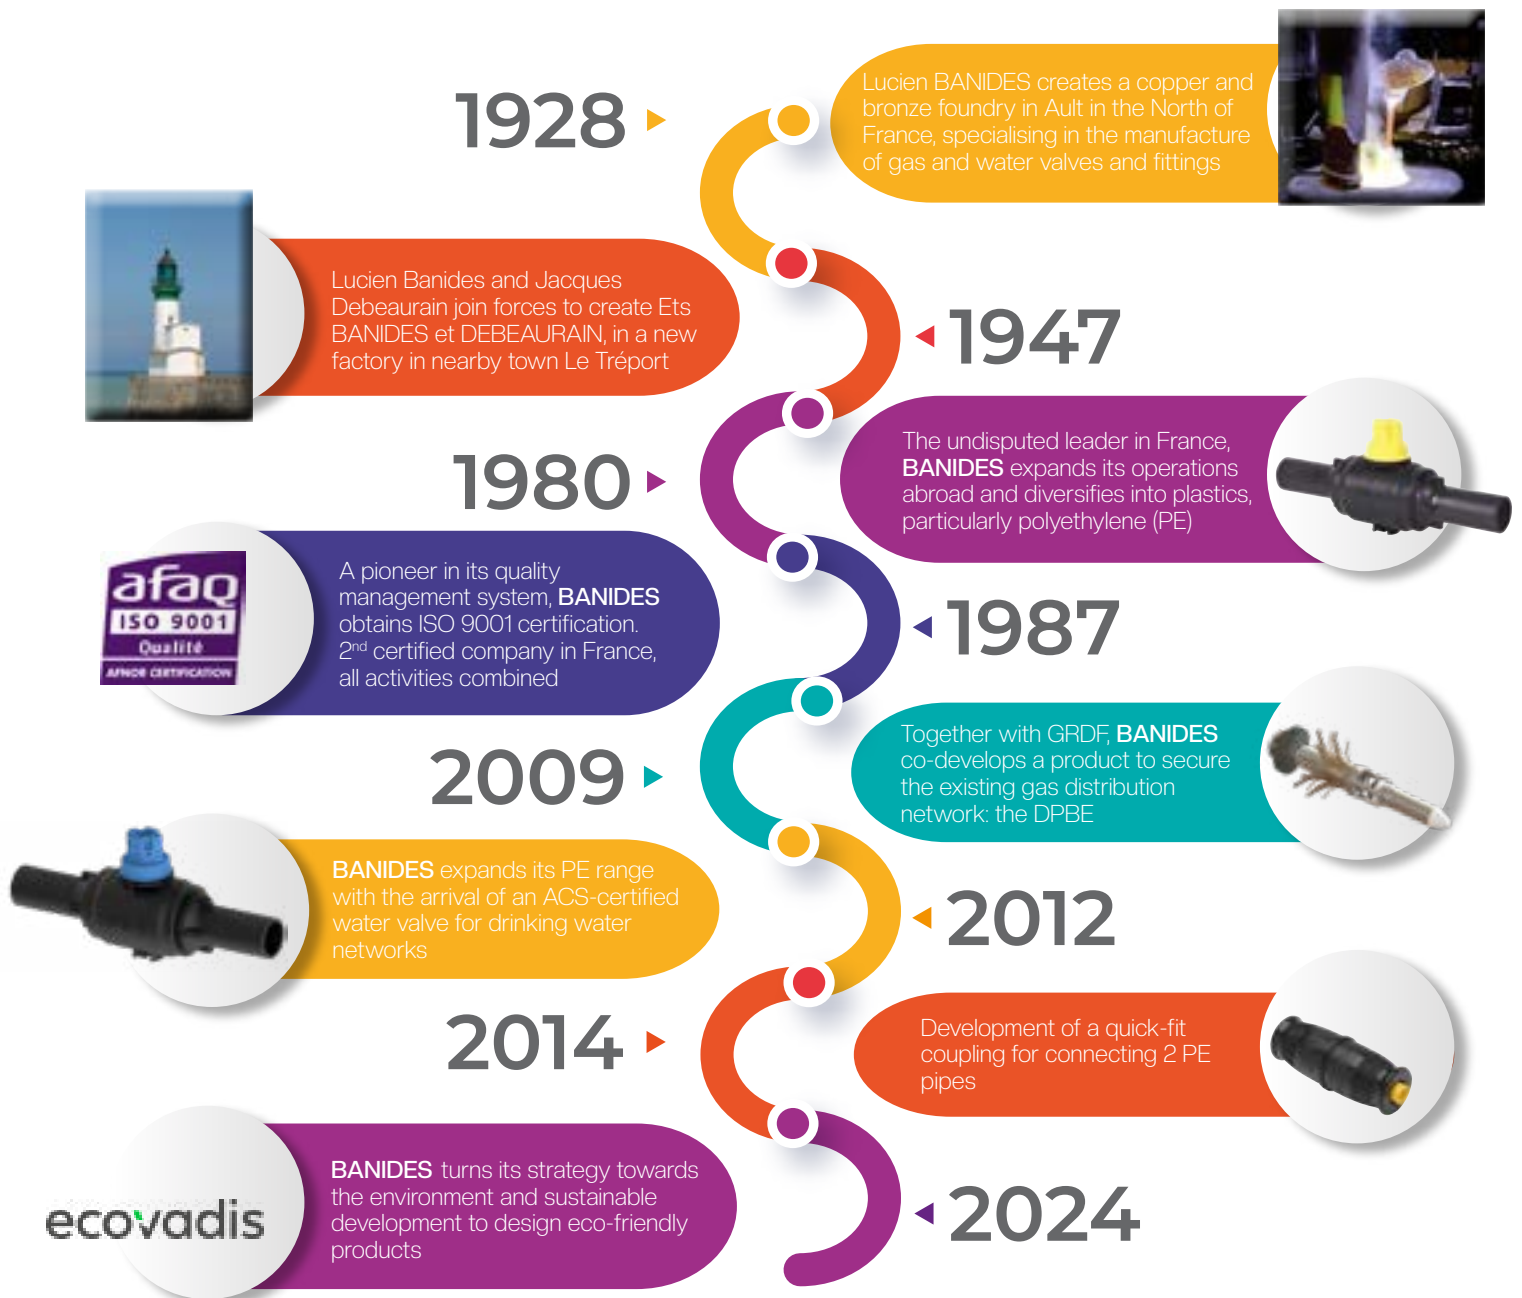 1928
Lucien BANIDES creates a copper and
bronze foundry in Ault in the North of
France, specialising in the manufacture
of gas and water valves and fittings
Lucien Banides and Jacques
Debeaurain join forces to create Ets
BANIDES et DEBEAURAIN, in a new
factory in nearby town Le Tréport
1947
1980
The undisputed leader in France,
BANIDES expands its operations
abroad and diversifies into plastics,
particularly polyethylene (PE)
afaq
ISO 9001
Qualité
AFNOR CERTIFICATION
A pioneer in its quality
management system, BANIDES
obtains ISO 9001 certification.
2nd certified company in France,
all activities combined
1987
2009
Together with GRDF, BANIDES
co-develops a product to secure
the existing gas distribution
network: the DPBE
BANIDES expands its PE range
with the arrival of an ACS-certified
water valve for drinking water
networks
2012
2014
Development of a quick-fit
coupling for connecting 2 PE
pipes
ecovadis
BANIDES turns its strategy towards
the environment and sustainable
development to design eco-friendly
products
2024